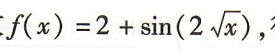 f(x) = 2 + sin(2√x),